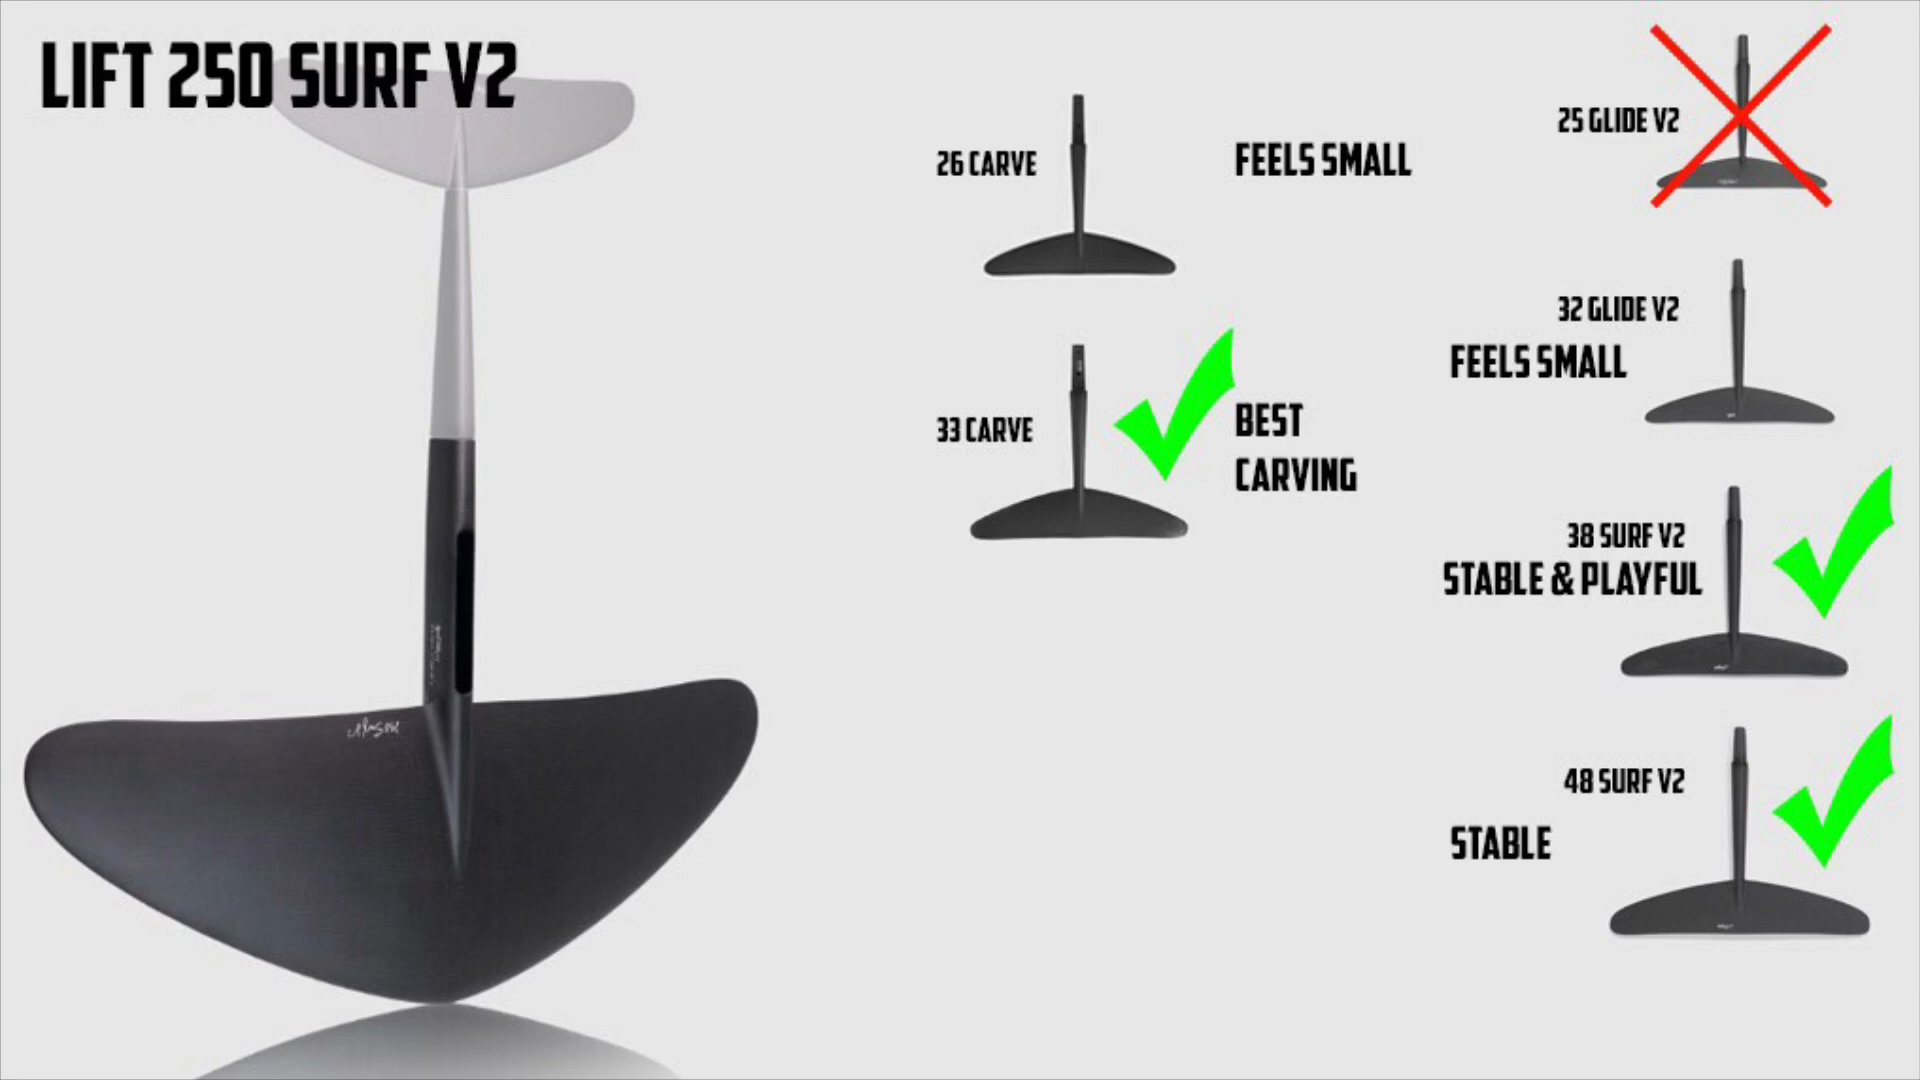 LIFT 250 SURF V2
26 CARVE
FEELS SMALL
25 GLIDE V2
33 CARVE
BEST
CARVING
32 GLIDE V2
FEELS SMALL
38 SURF V2
STABLE & PLAYFUL
48 SURF V2
STABLE